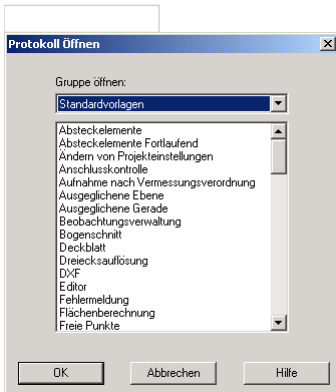 Protokoll Öffnen
Gruppe öffnen:
Standardvorlagen
Absteckelemente
Absteckelemente Fortlaufend
Ändern von Projekteinstellungen
Anschlusskontrolle
Aufnahme nach Vermessungsverordnung
Ausgeglichene Ebene
Ausgeglichene Gerade
Beobachtungsverwaltung
Bogenschnitt
Deckblatt
Dreiecksauflösung
DXF
Editor
Fehlermeldung
Flächenberechnung
Freie Punkte
OK Abbrechen Hilfe